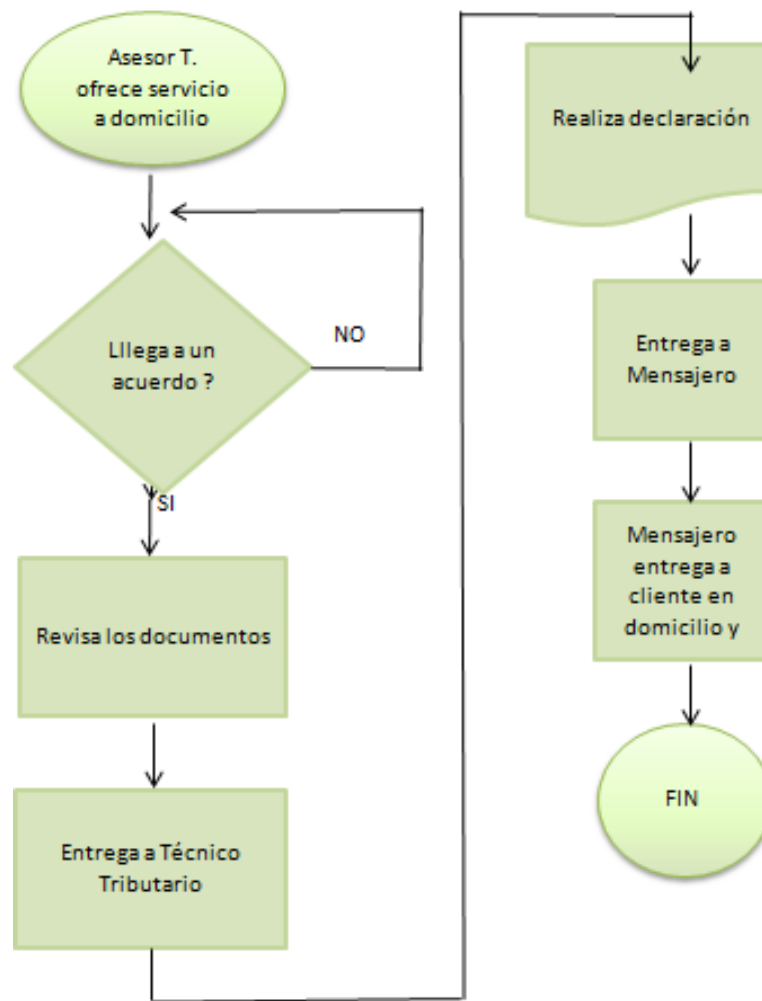 Asesor T.
ofrece servicio
a domicilio
Lllega a un
acuerdo ?
NO
SI
Revisa los documentos
Entrega a Técnico
Tributario
Realiza declaración
Entrega a
Mensajero
Mensajero
entrega a
cliente en
domicilio y
FIN